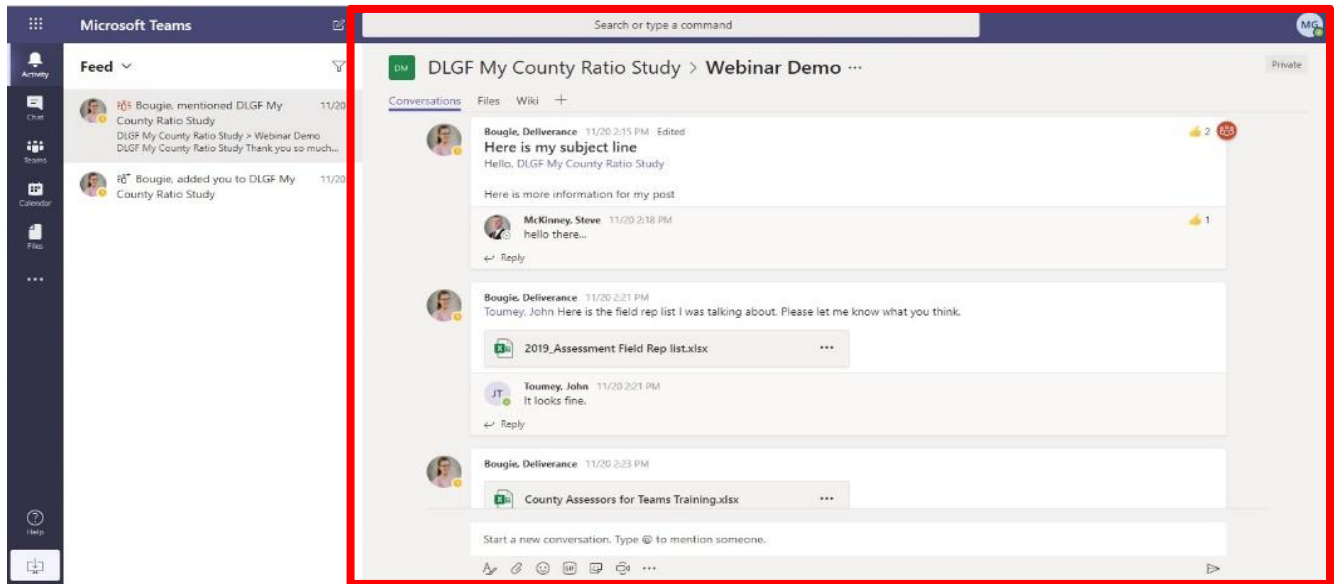 Microsoft Teams
Search or type a command
MG
Activity
Chat
Teams
Calendar
Files
Help
Feed
Bougie, mentioned DLGF My 11/20
County Ratio Study
DLGF My County Ratio Study > Webinar Demo
DLGF My County Ratio Study Thank you so much...
Bougie, added you to DLGF My 11/20
County Ratio Study
DM DLGF My County Ratio Study > Webinar Demo ... Private
Conversations Files Wiki +
Bougie, Deliverance 11/20 2:15 PM Edited 2
Here is my subject line
Hello, DLGF My County Ratio Study
Here is more information for my post
McKinney, Steve 11/20 2:18 PM 1
hello there...
Reply
Bougie, Deliverance 11/20 2:21 PM
Toumey, John Here is the field rep list I was talking about. Please let me know what you think.
2019_Assessment Field Rep list.xlsx ...
JT Toumey, John 11/20 2:21 PM
It looks fine.
Reply
Bougie, Deliverance 11/20 2:23 PM
County Assessors for Teams Training.xlsx ...
Start a new conversation. Type @ to mention someone.
GIF